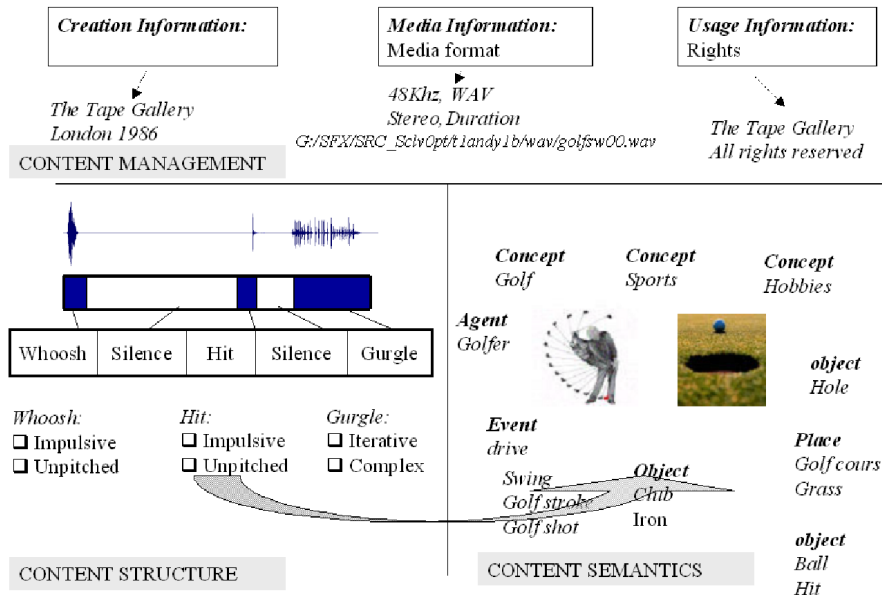 Creation Information:
Media Information:
Media format
Usage Information:
Rights
The Tape Gallery
London 1986
48Khz, WAV
Stereo, Duration
G:/SFX/SRC_Sciv0pt/t1andy1b/wav/golfsw00.wav
The Tape Gallery
All rights reserved
CONTENT MANAGEMENT
Whoosh
Silence
Hit
Silence
Gurgle
Whoosh:
Impulsive
Unpitched
Hit:
Impulsive
Unpitched
Gurgle:
Iterative
Complex
CONTENT STRUCTURE
Concept
Golf
Concept
Sports
Concept
Hobbies
Agent
Golfer
object
Hole
Event
drive
Swing
Golf stroke
Golf shot
Object
Club
Iron
Place
Golf cours
Grass
object
Ball
Hit
CONTENT SEMANTICS